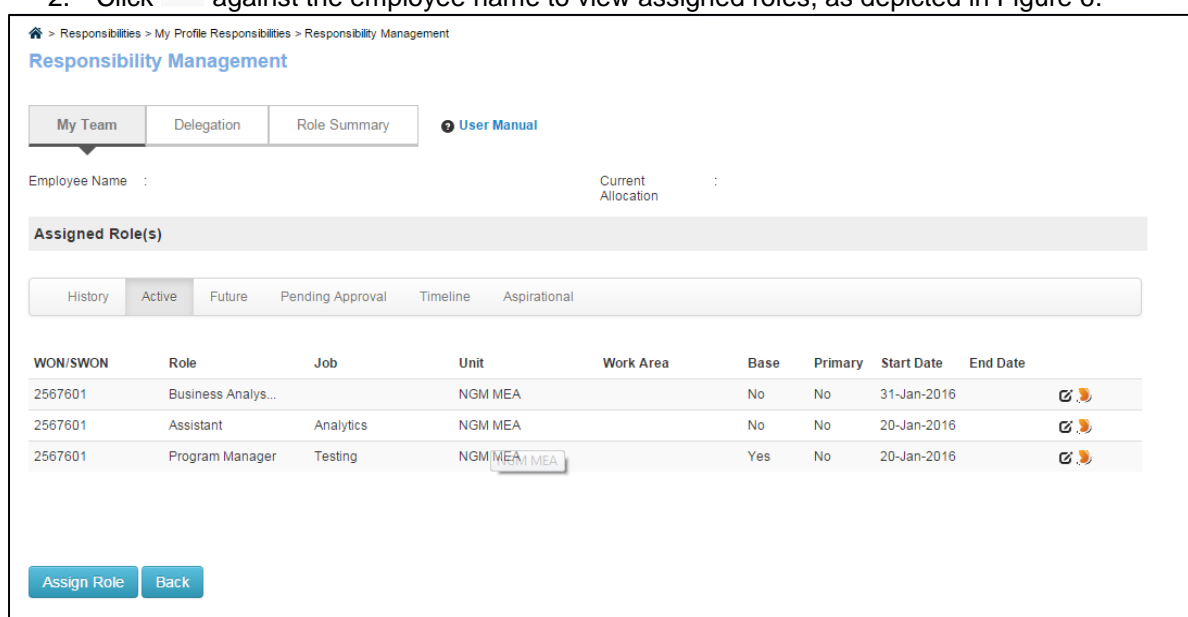 2. Click against the employee name to view assigned roles, as depicted in Figure 6.
> Responsibilities > My Profile Responsibilities > Responsibility Management
Responsibility Management
My Team Delegation Role Summary User Manual
Employee Name : Current Allocation :
Assigned Role(s)
History Active Future Pending Approval Timeline Aspirational
WON/SWON Role Job Unit Work Area Base Primary Start Date End Date
2567601 Business Analys... NGM MEA No No 31-Jan-2016
2567601 Assistant Analytics NGM MEA No No 20-Jan-2016
2567601 Program Manager Testing NGM MEA Yes No 20-Jan-2016
NGM MEA
Assign Role Back